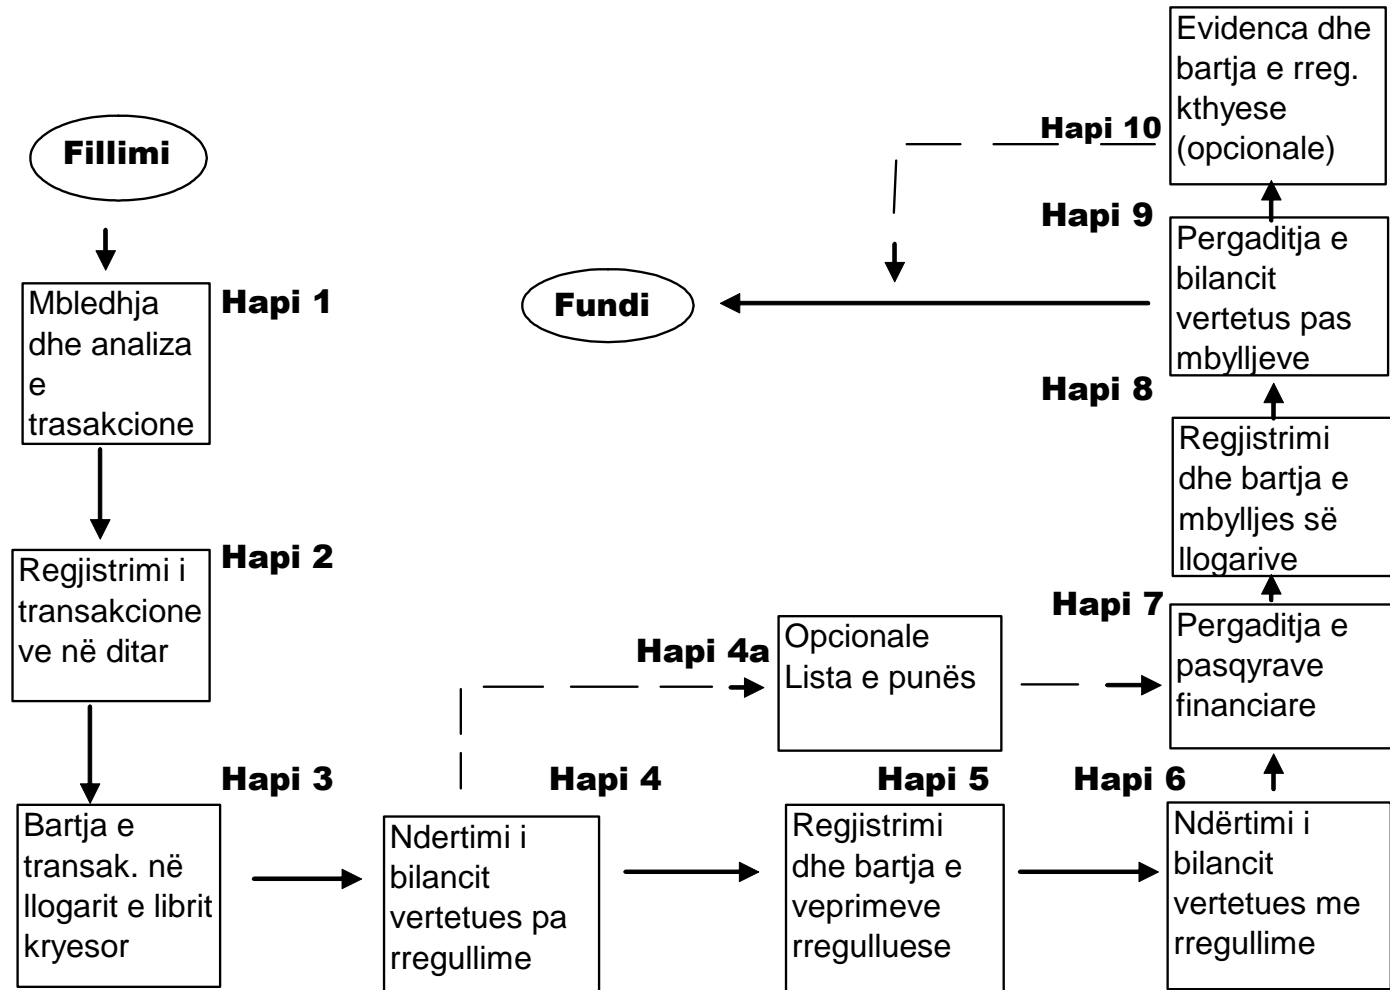 Fillimi
Hapi 1
Mbledhja
dhe analiza
e
trasakcione
Hapi 2
Regjistrimi i
transakcione
ve në ditar
Hapi 3
Bartja e
transak. në
llogarit e librit
kryesor
Hapi 4
Ndertimi i
bilancit
vertetues pa
rregullime
Hapi 4a
Opcionale
Lista e punës
Hapi 5
Regjistrimi
dhe bartja e
veprimeve
rregulluese
Hapi 6
Ndërtimi i
bilancit
vertetues me
rregullime
Hapi 7
Pergaditja e
pasqyrave
financiare
Hapi 8
Regjistrimi
dhe bartja e
mbylljes së
llogarive
Hapi 9
Pergaditja e
bilancit
vertetus pas
mbylljeve
Hapi 10
Evidenca dhe
bartja e rreg.
kthyese
(opcionale)
Fundi